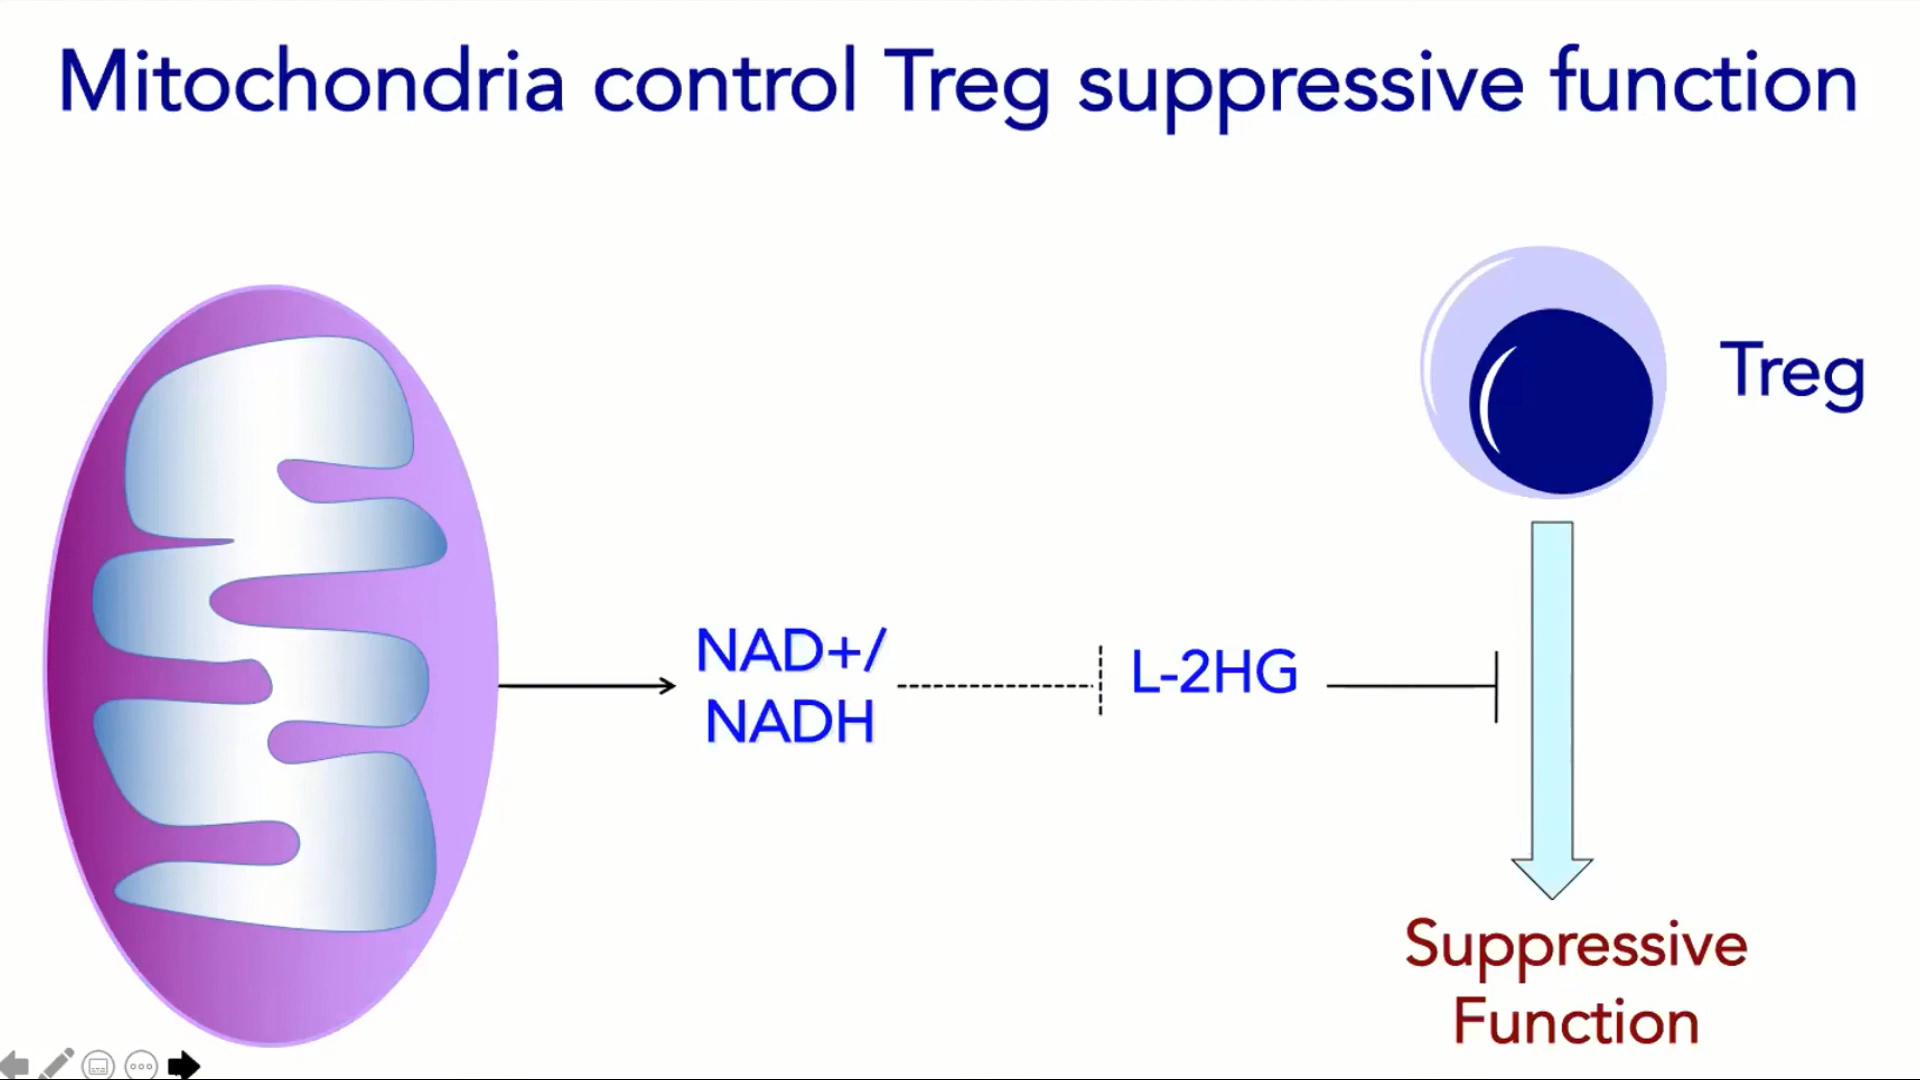 Mitochondria control Treg suppressive function
Treg
NAD+/
NADH
L-2HG
Suppressive
Function